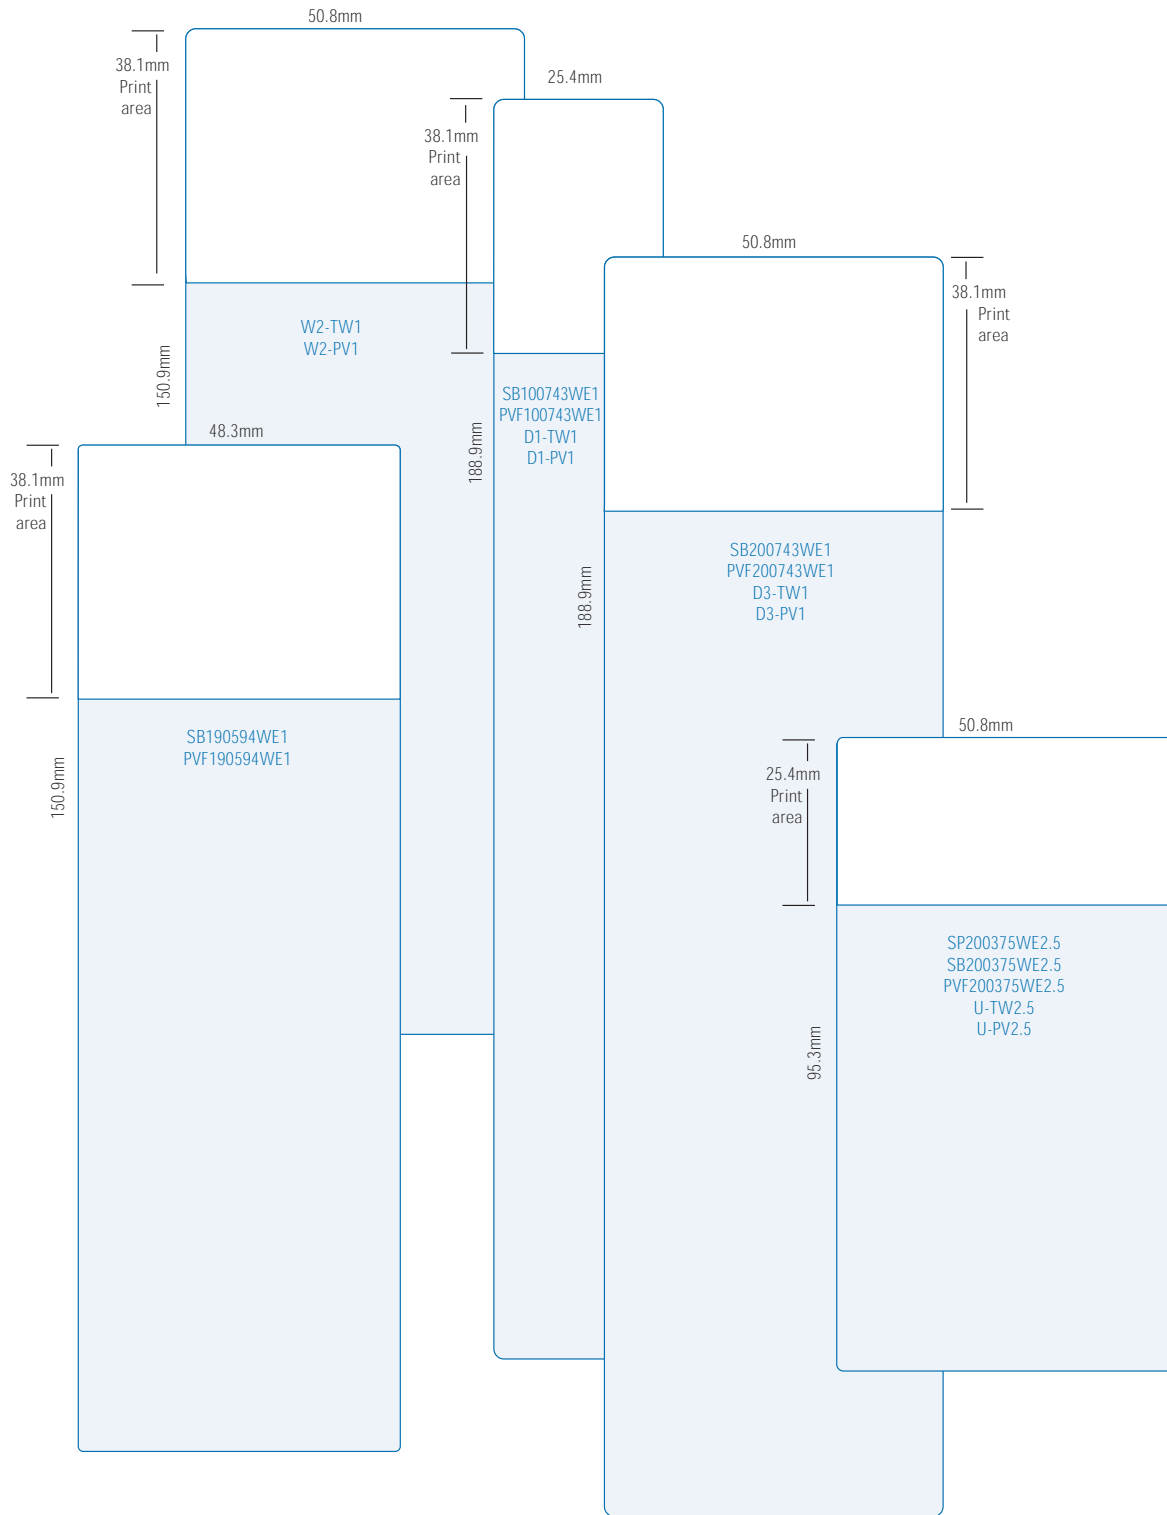 50.8mm
38.1mm
Print
area
W2-TW1
W2-PV1
150.9mm
25.4mm
38.1mm
Print
area
SB100743WE1
PVF100743WE1
D1-TW1
D1-PV1
188.9mm
50.8mm
38.1mm
Print
area
SB200743WE1
PVF200743WE1
D3-TW1
D3-PV1
188.9mm
48.3mm
38.1mm
Print
area
SB190594WE1
PVF190594WE1
150.9mm
50.8mm
25.4mm
Print
area
SP200375WE2.5
SB200375WE2.5
PVF200375WE2.5
U-TW2.5
U-PV2.5
95.3mm